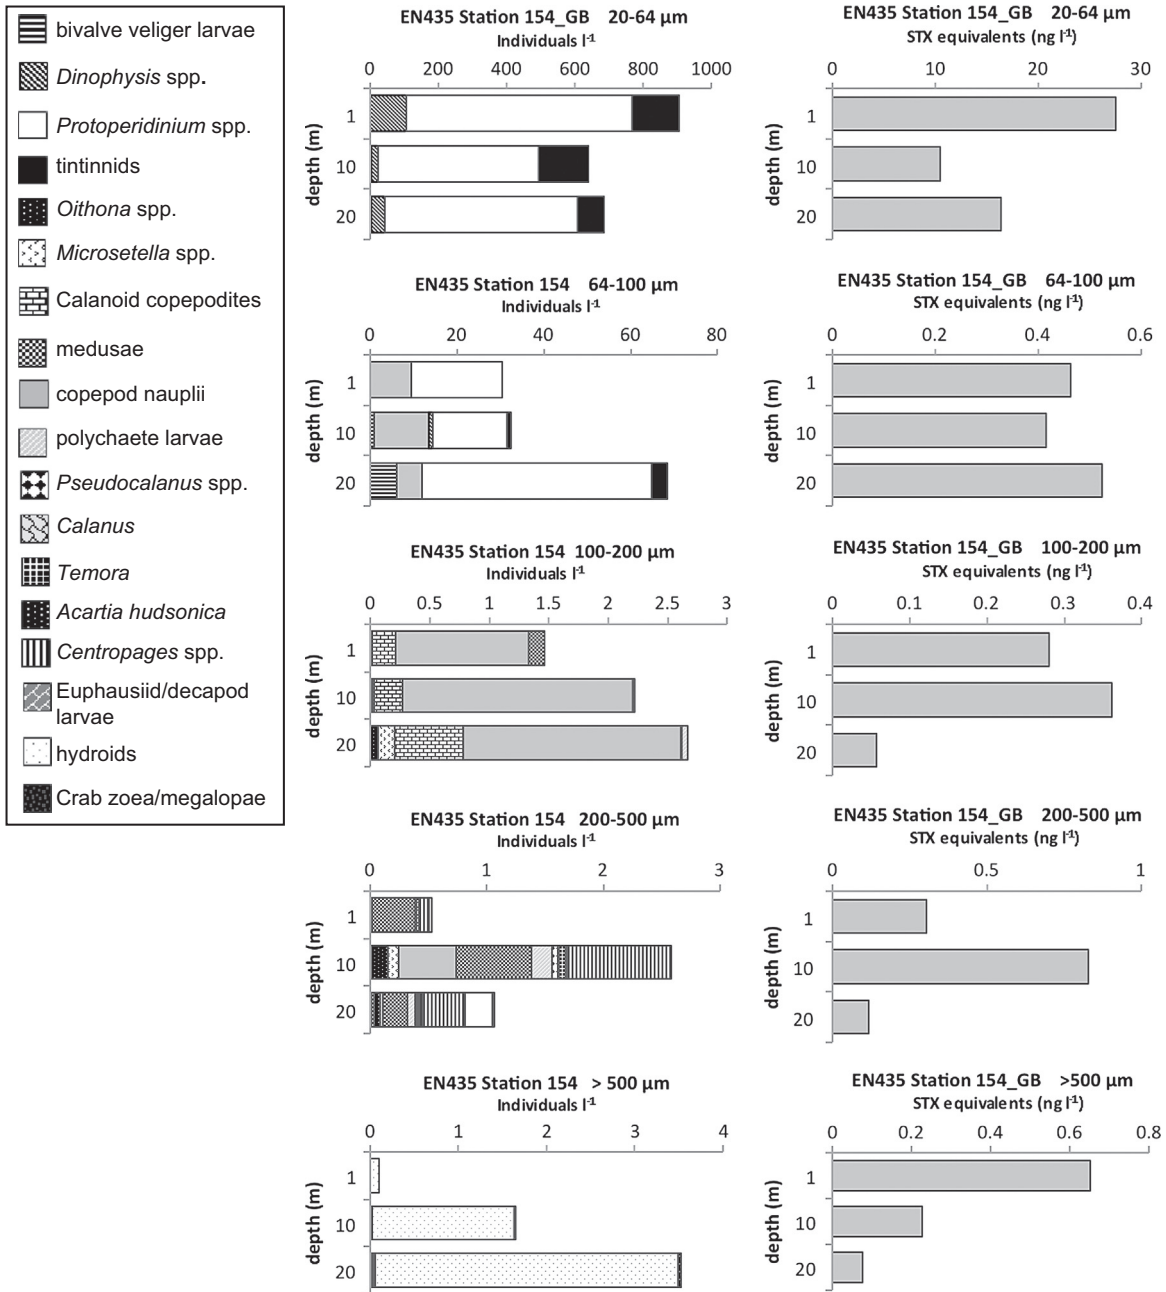 bivalve veliger larvae
Dinophysis spp.
Protoperidinium spp.
tintinnids
Oithona spp.
Microsetella spp.
Calanoid copepodites
medusae
copepod nauplii
polychaete larvae
Pseudocalanus spp.
Calanus
Temora
Acartia hudsonica
Centropages spp.
Euphausiid/decapod
larvae
hydroids
Crab zoea/megalopae
EN435 Station 154_GB 20-64 µm
Individuals l⁻¹
0 200 400 600 800 1000
depth (m)
1
10
20
EN435 Station 154_GB 20-64 µm
STX equivalents (ng l⁻¹)
0 10 20 30
depth (m)
1
10
20
EN435 Station 154 64-100 µm
Individuals l⁻¹
0 20 40 60 80
depth (m)
1
10
20
EN435 Station 154_GB 64-100 µm
STX equivalents (ng l⁻¹)
0 0.2 0.4 0.6
depth (m)
1
10
20
EN435 Station 154 100-200 µm
Individuals l⁻¹
0 0.5 1 1.5 2 2.5 3
depth (m)
1
10
20
EN435 Station 154_GB 100-200 µm
STX equivalents (ng l⁻¹)
0 0.1 0.2 0.3 0.4
depth (m)
1
10
20
EN435 Station 154 200-500 µm
Individuals l⁻¹
0 1 2 3
depth (m)
1
10
20
EN435 Station 154_GB 200-500 µm
STX equivalents (ng l⁻¹)
0 0.5 1
depth (m)
1
10
20
EN435 Station 154 > 500 µm
Individuals l⁻¹
0 1 2 3 4
depth (m)
1
10
20
EN435 Station 154_GB >500 µm
STX equivalents (ng l⁻¹)
0 0.2 0.4 0.6 0.8
depth (m)
1
10
20